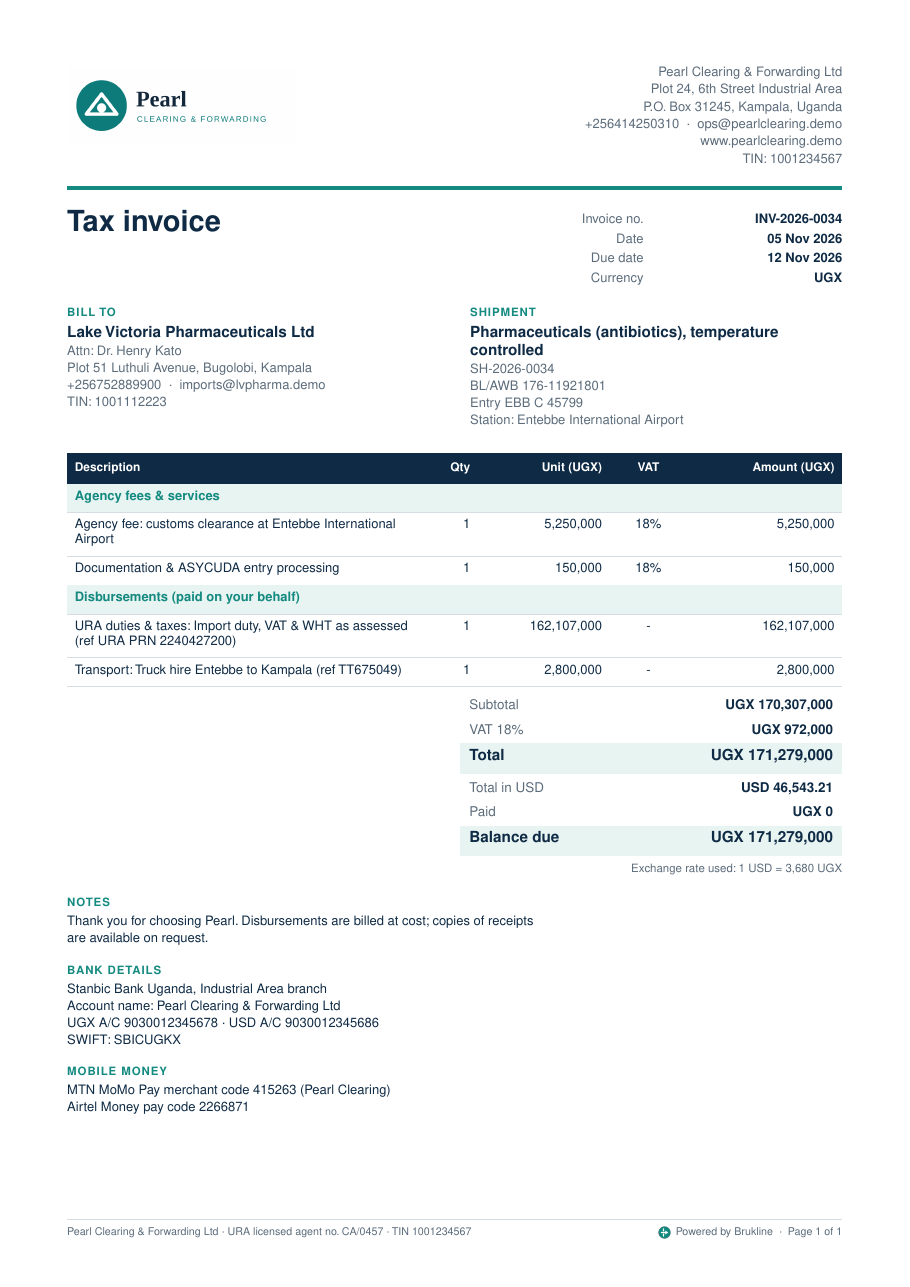 Pearl
CLEARING & FORWARDING
Pearl Clearing & Forwarding Ltd
Plot 24, 6th Street Industrial Area
P.O. Box 31245, Kampala, Uganda
+256414250310 · ops@pearlclearing.demo
www.pearlclearing.demo
TIN: 1001234567
Tax invoice
Invoice no. INV-2026-0034
Date 05 Nov 2026
Due date 12 Nov 2026
Currency UGX
BILL TO
Lake Victoria Pharmaceuticals Ltd
Attn: Dr. Henry Kato
Plot 51 Luthuli Avenue, Bugolobi, Kampala
+256752889900 · imports@lvpharma.demo
TIN: 1001112223
SHIPMENT
Pharmaceuticals (antibiotics), temperature
controlled
SH-2026-0034
BL/AWB 176-11921801
Entry EBB C 45799
Station: Entebbe International Airport
Description Qty Unit (UGX) VAT Amount (UGX)
Agency fees & services
Agency fee: customs clearance at Entebbe International 1 5,250,000 18% 5,250,000
Airport
Documentation & ASYCUDA entry processing 1 150,000 18% 150,000
Disbursements (paid on your behalf)
URA duties & taxes: Import duty, VAT & WHT as assessed 1 162,107,000 - 162,107,000
(ref URA PRN 2240427200)
Transport: Truck hire Entebbe to Kampala (ref TT675049) 1 2,800,000 - 2,800,000
Subtotal UGX 170,307,000
VAT 18% UGX 972,000
Total UGX 171,279,000
Total in USD USD 46,543.21
Paid UGX 0
Balance due UGX 171,279,000
Exchange rate used: 1 USD = 3,680 UGX
NOTES
Thank you for choosing Pearl. Disbursements are billed at cost; copies of receipts
are available on request.
BANK DETAILS
Stanbic Bank Uganda, Industrial Area branch
Account name: Pearl Clearing & Forwarding Ltd
UGX A/C 9030012345678 · USD A/C 9030012345686
SWIFT: SBICUGKX
MOBILE MONEY
MTN MoMo Pay merchant code 415263 (Pearl Clearing)
Airtel Money pay code 2266871
Pearl Clearing & Forwarding Ltd · URA licensed agent no. CA/0457 · TIN 1001234567
Powered by Brukline · Page 1 of 1